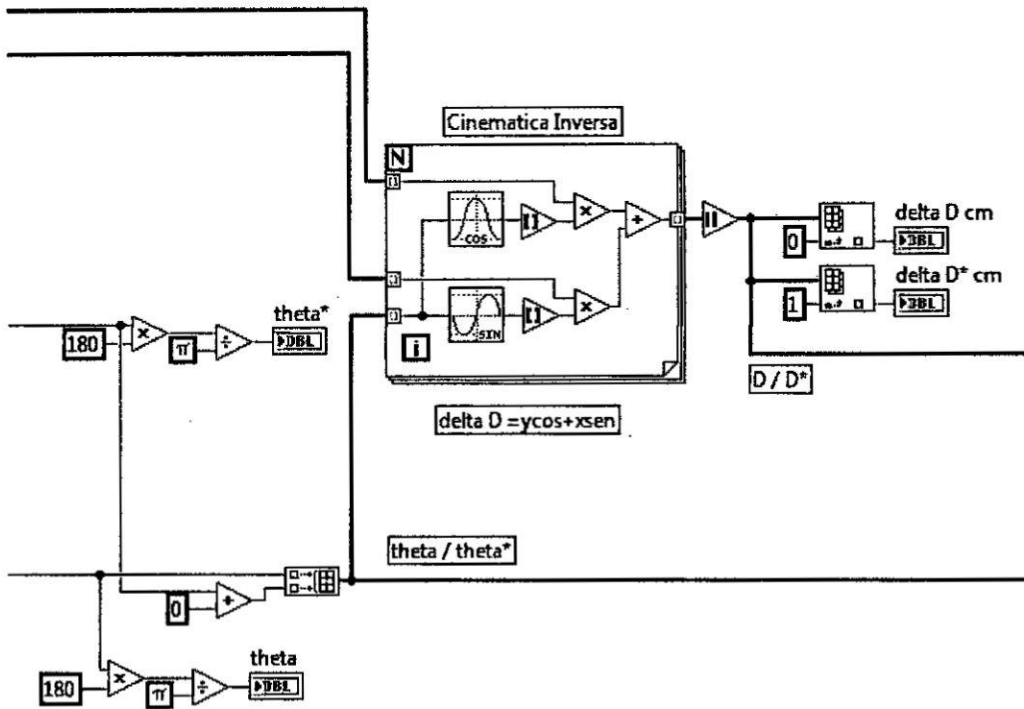 Cinematica Inversa
N
COS
delta D cm
0
DBL
delta D* cm
1
DBL
theta*
180
π
DBL
SIN
i
D / D*
delta D =ycos+xsen
theta / theta*
0
theta
180
π
DBL